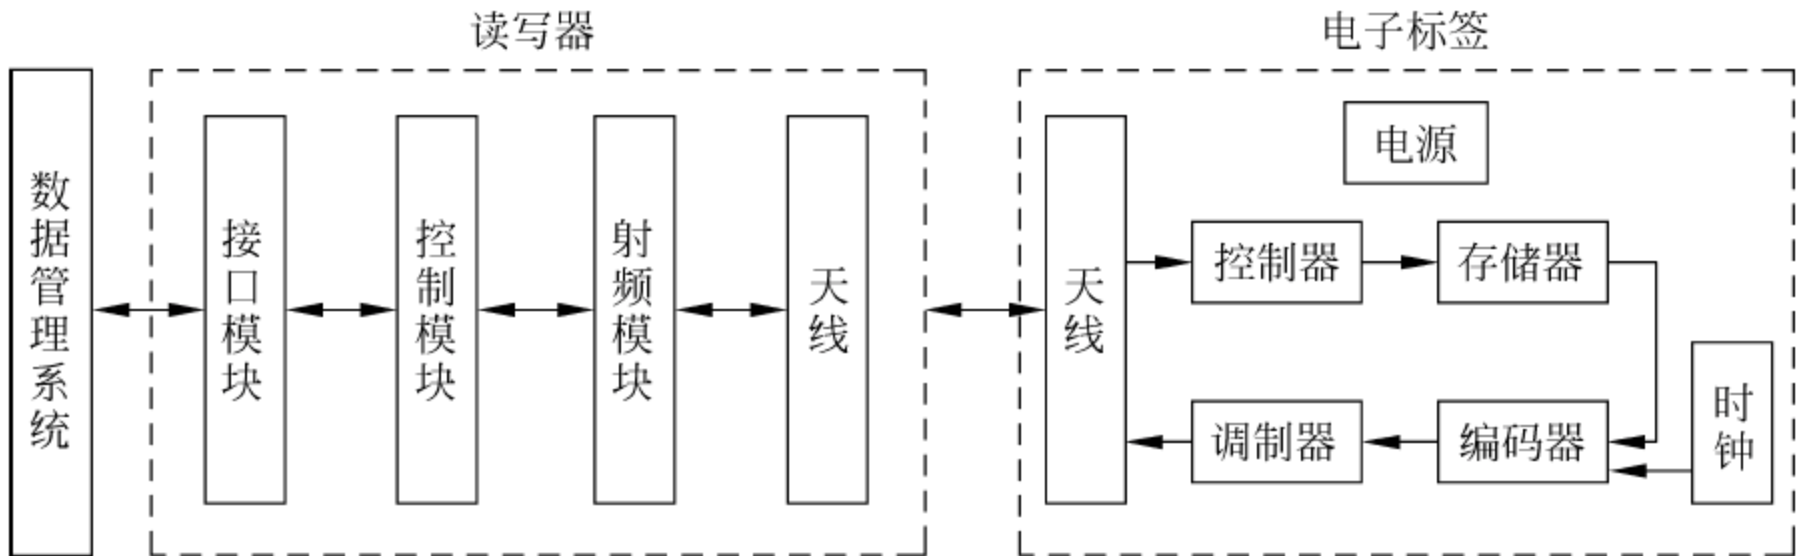 读写器
电子标签
数据管理系统
接口模块
控制模块
射频模块
天线
天线
电源
控制器
存储器
调制器
编码器
时钟